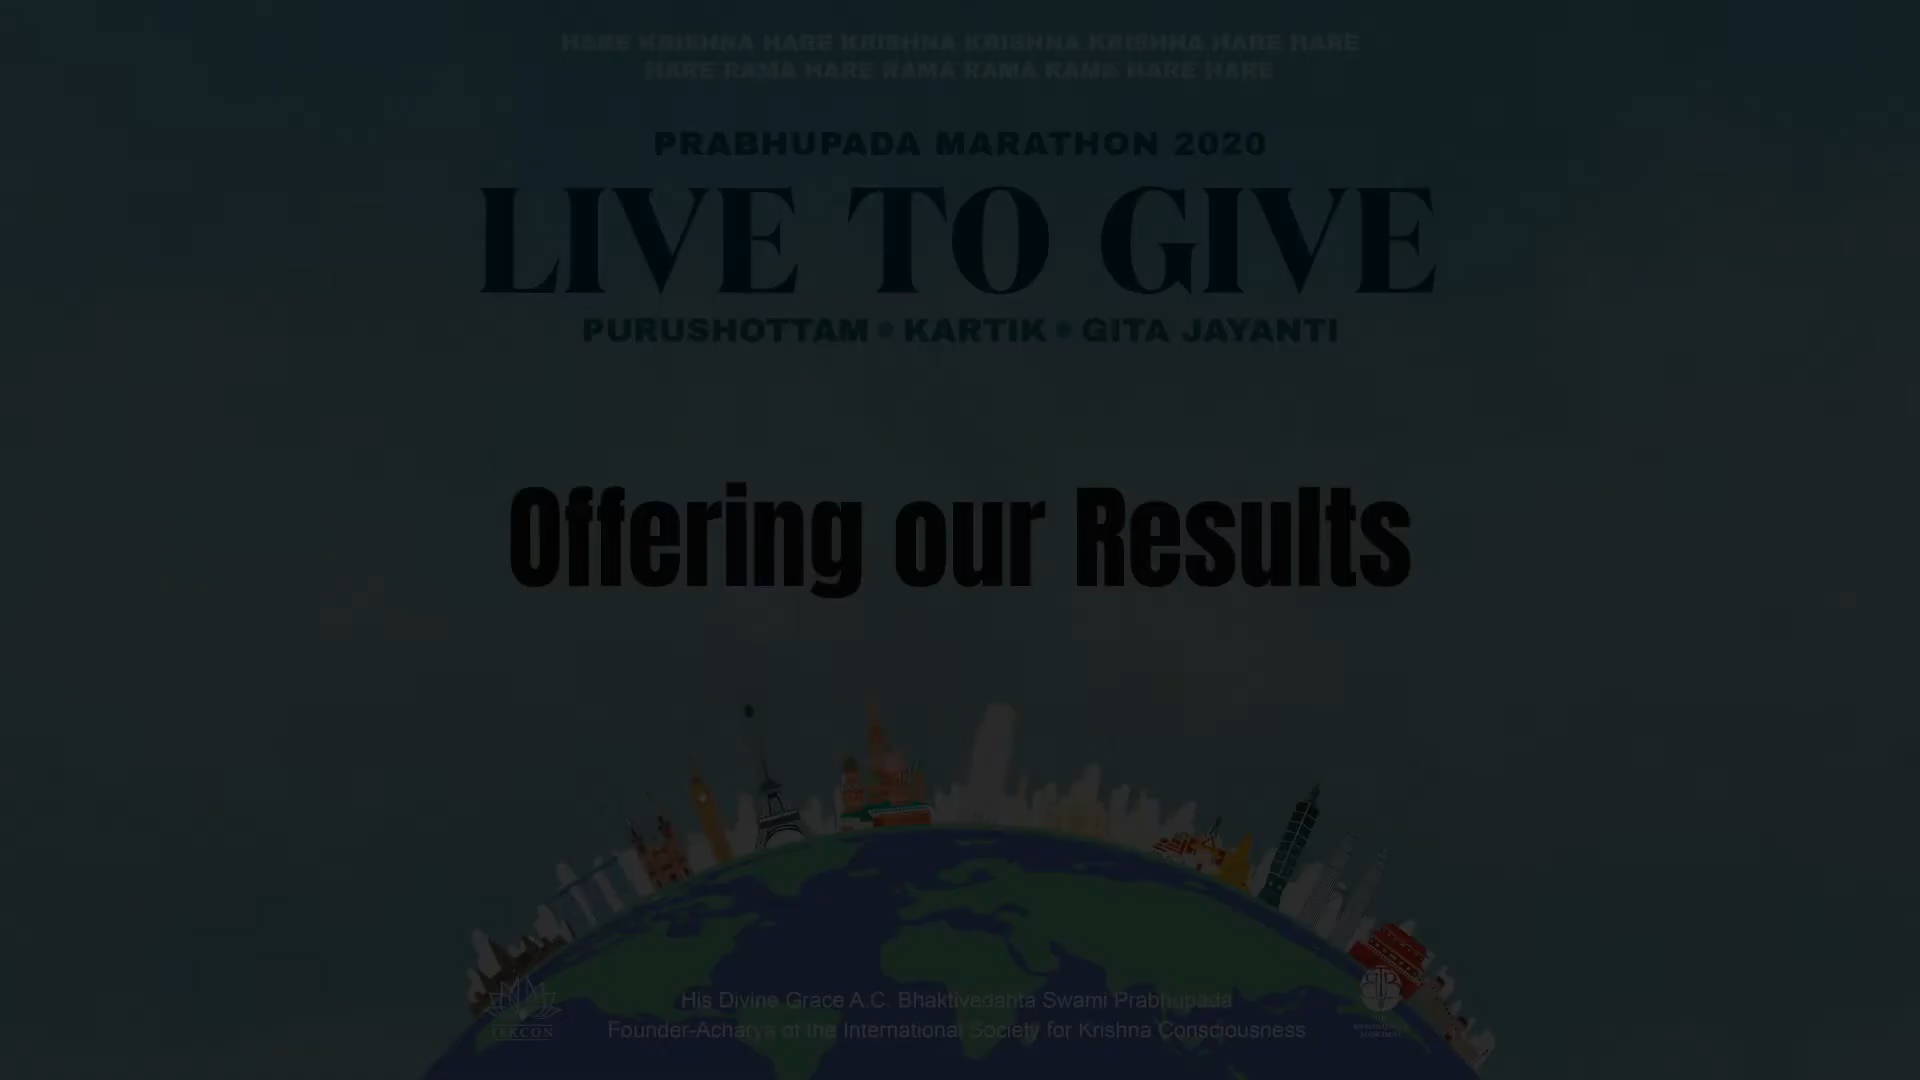 HARE KRISHNA HARE KRISHNA KRISHNA KRISHNA HARE HARE
HARE RAMA HARE RAMA RAMA RAMA HARE HARE
PRABHUPADA MARATHON 2020
LIVE TO GIVE
PURUSHOTTAM • KARTIK • GITA JAYANTI
Offering our Results
His Divine Grace A.C. Bhaktivedanta Swami Prabhupada
Founder-Acharya of the International Society for Krishna Consciousness
ISKCON